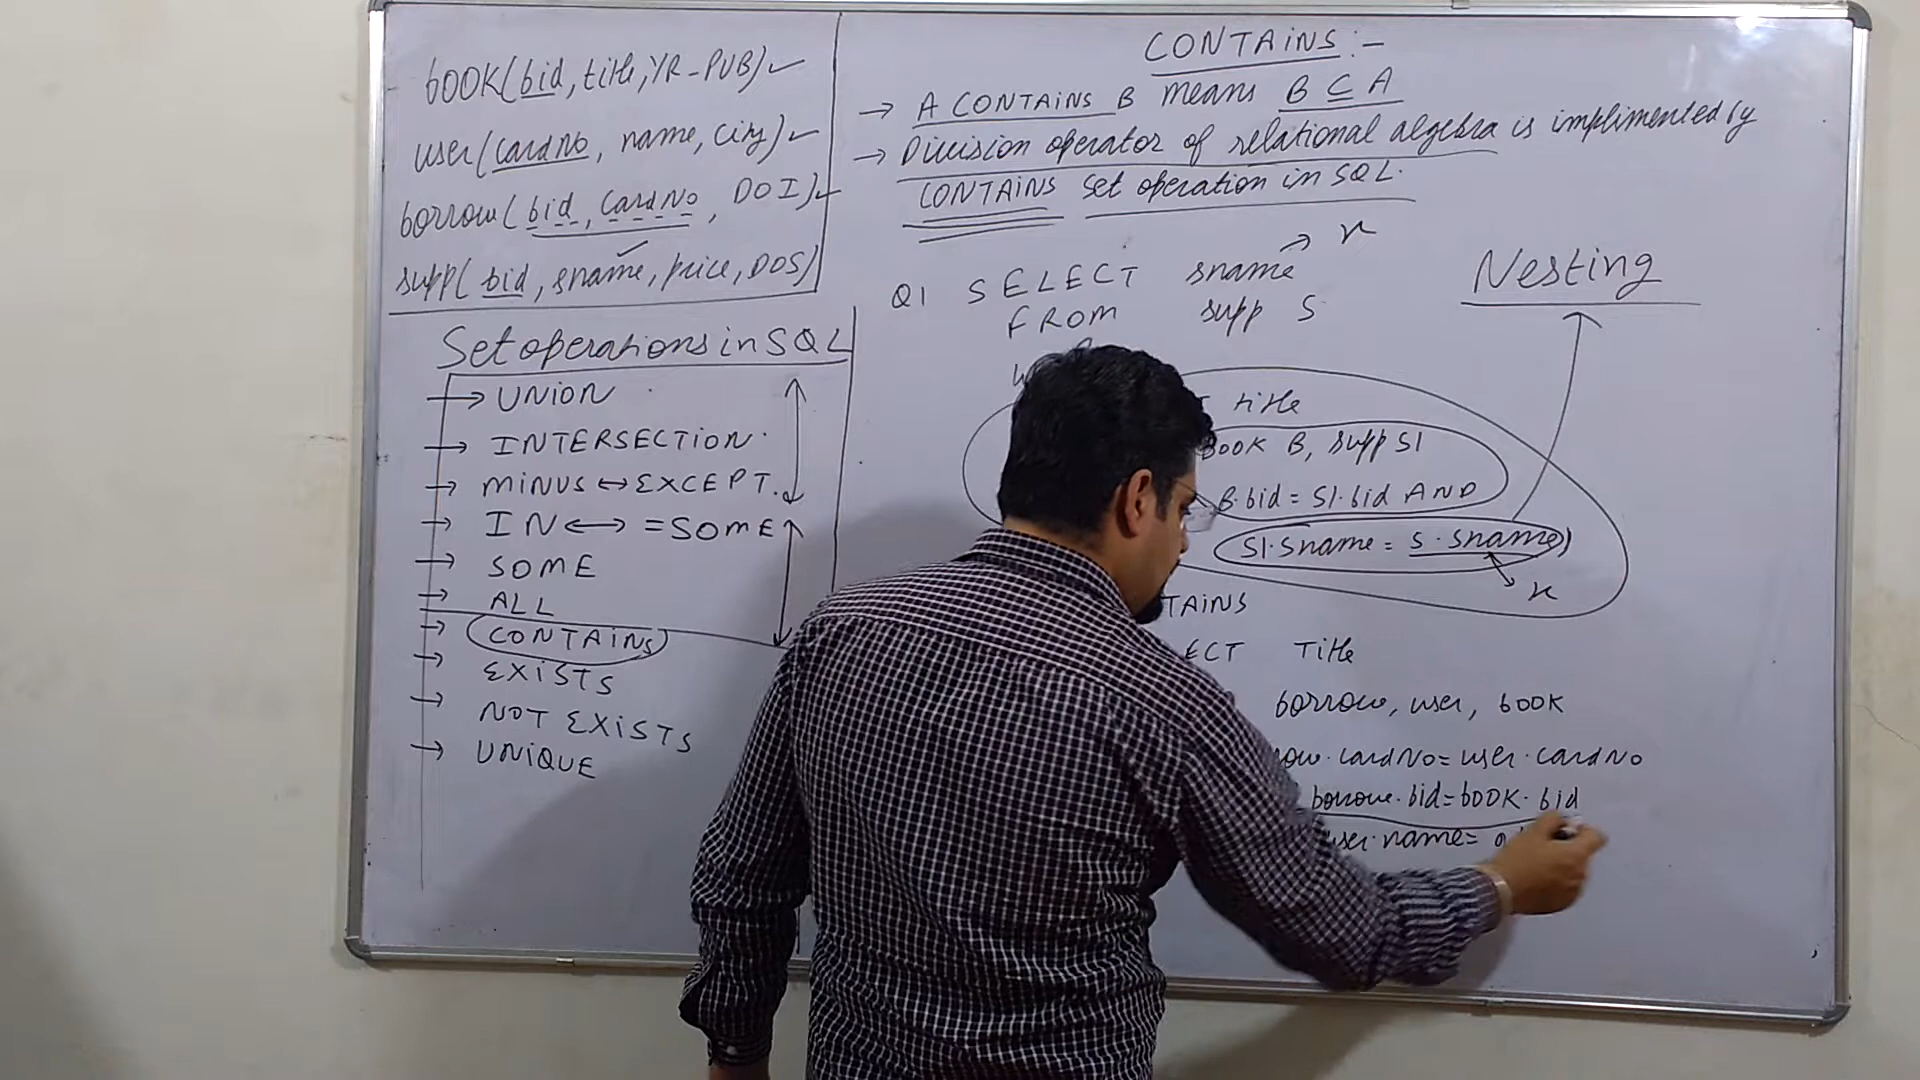 book(bid, title, YR-PUB)
user(cardNo, name, city)
borrow(bid, cardNo, DOI)
supp(bid, sname, price, DOS)
Set operations in SQL
→ UNION
→ INTERSECTION
→ MINUS ↔ EXCEPT.
→ IN ↔ =SOME
→ SOME
→ ALL
→ CONTAINS
→ EXISTS
→ NOT EXISTS
→ UNIQUE
CONTAINS :-
→ A CONTAINS B means B ⊆ A
→ Division operator of relational algebra is implimented by
CONTAINS set operation in SQL.
Q1 SELECT sname → x
FROM supp S
title
BOOK B, supp S1
B.bid = S1.bid AND
S1.sname = S.sname)
x
TAINS
ECT Title
borrow, user, book
ow.cardNo = user.cardNo
borrow.bid = book.bid
user.name =
Nesting